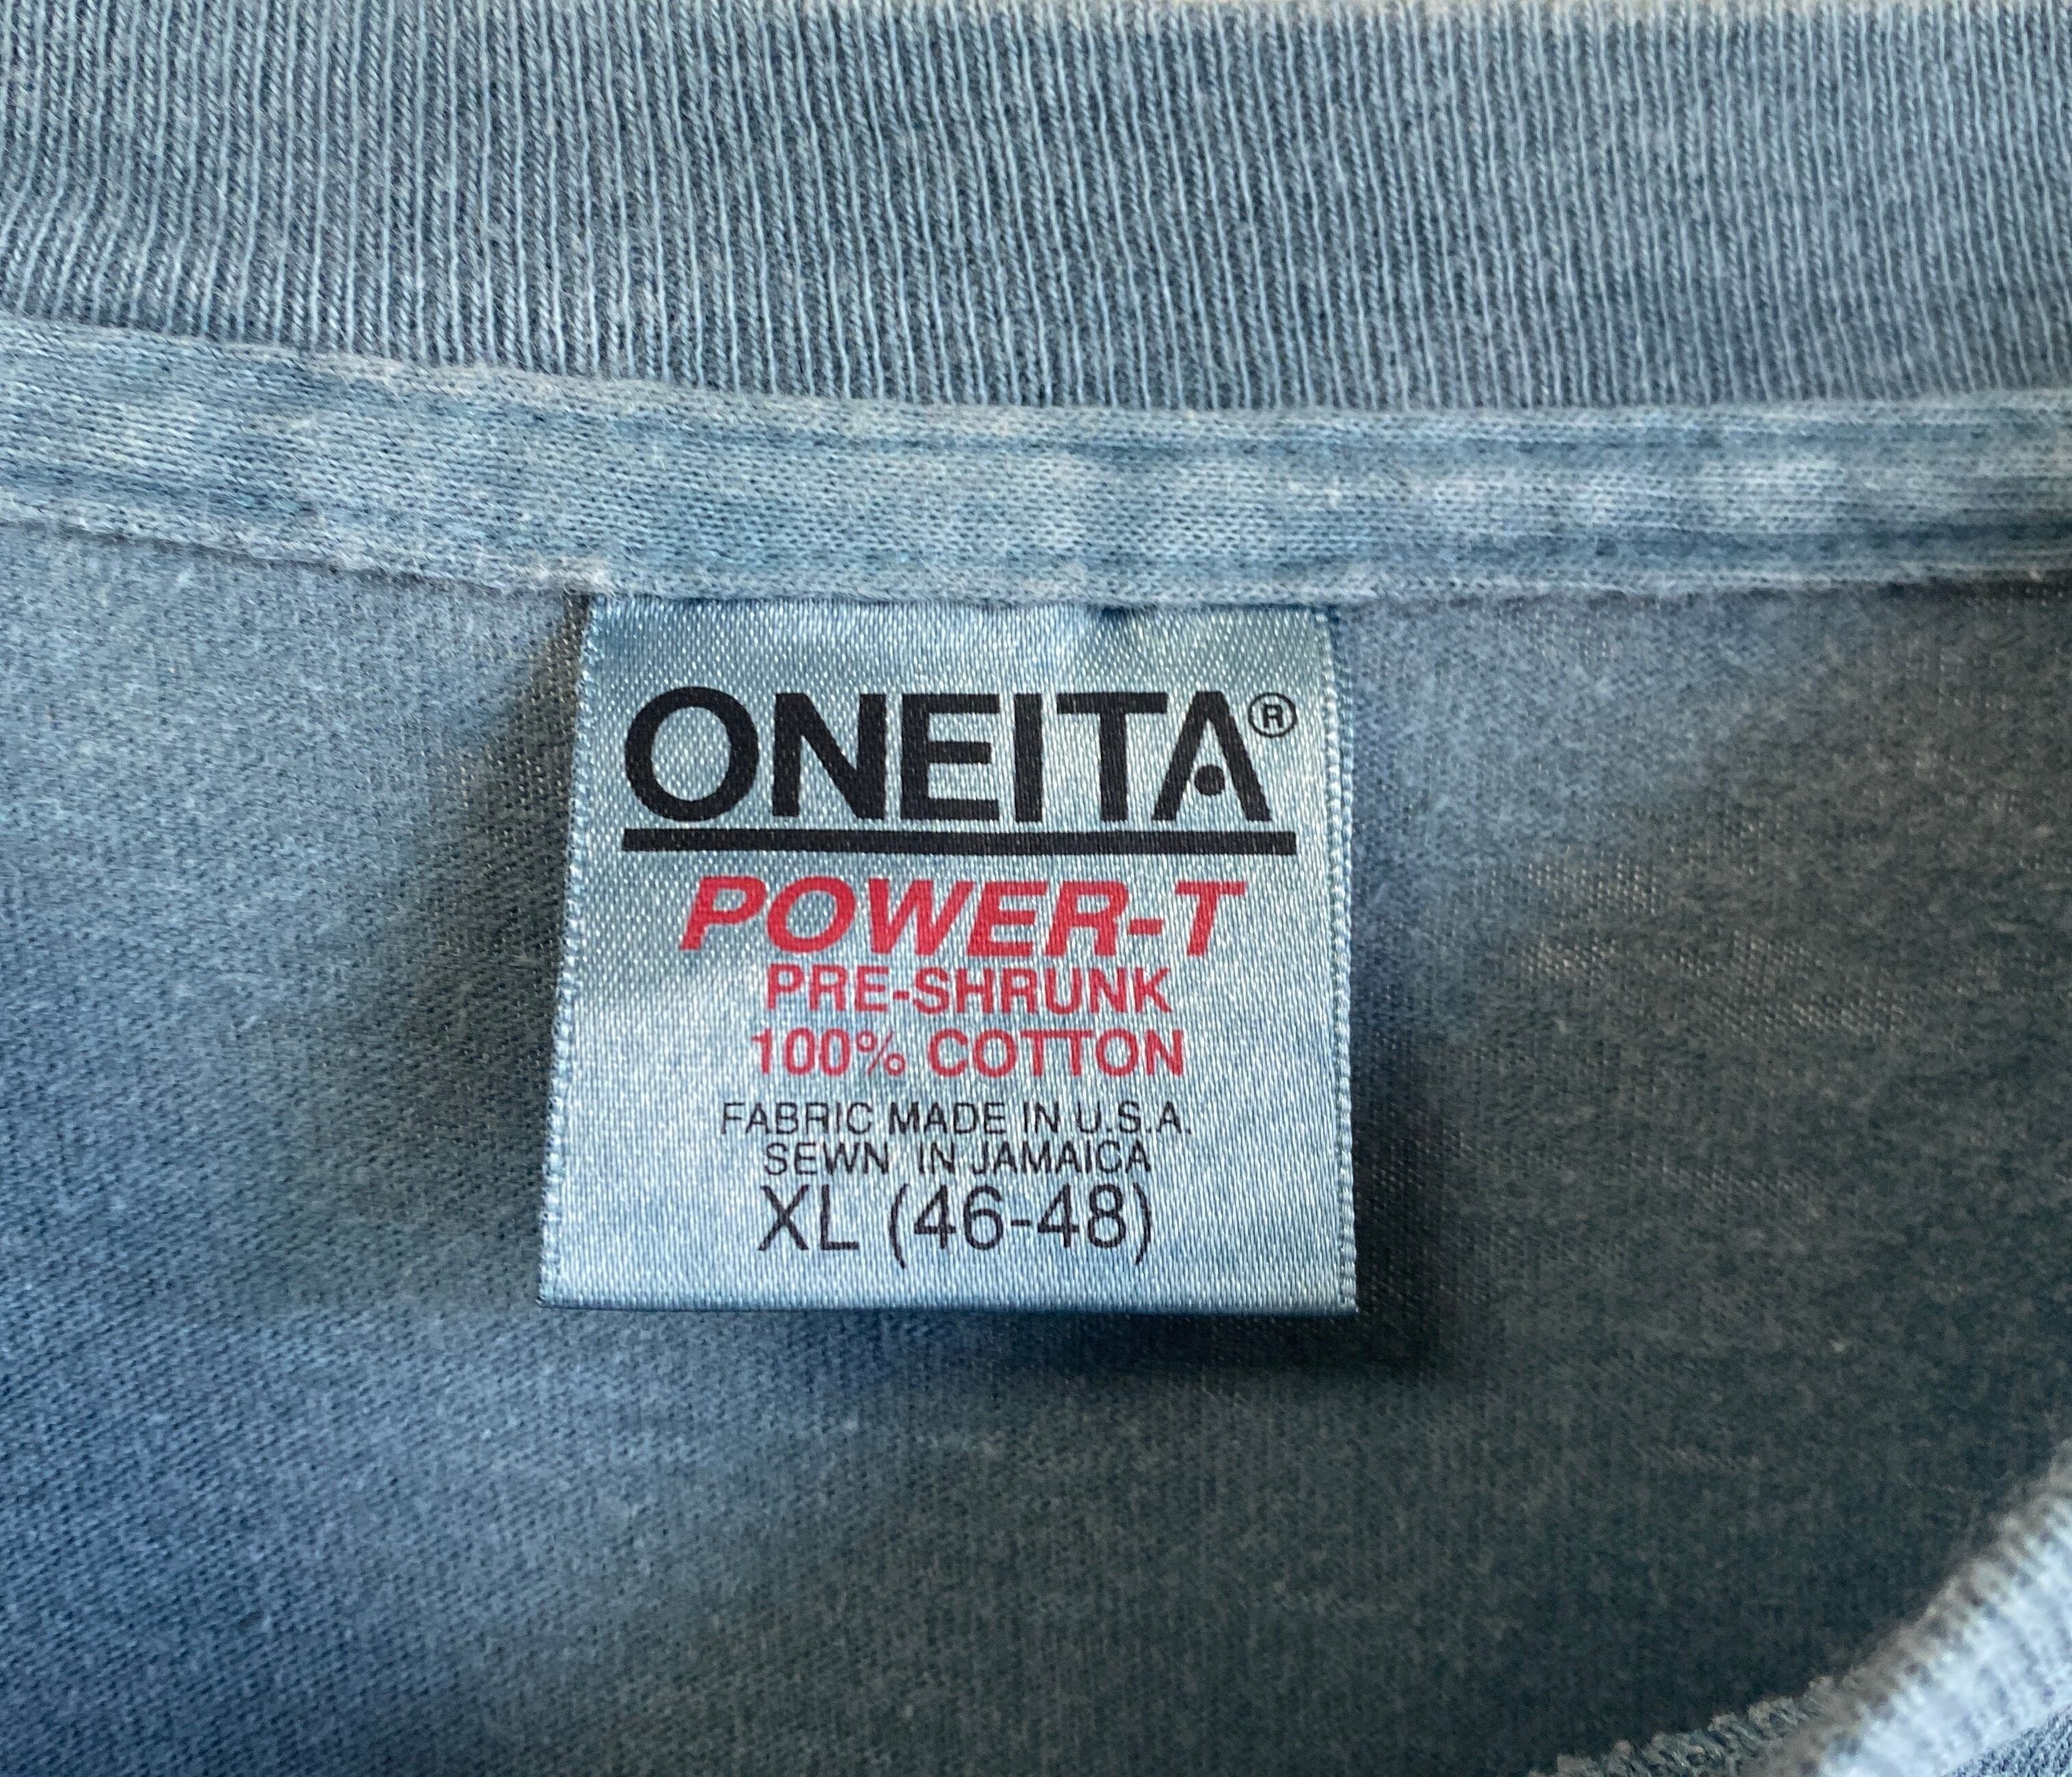 ONEITA®
POWER-T
PRE-SHRUNK
100% COTTON
FABRIC MADE IN U.S.A.
SEWN IN JAMAICA
XL (46-48)